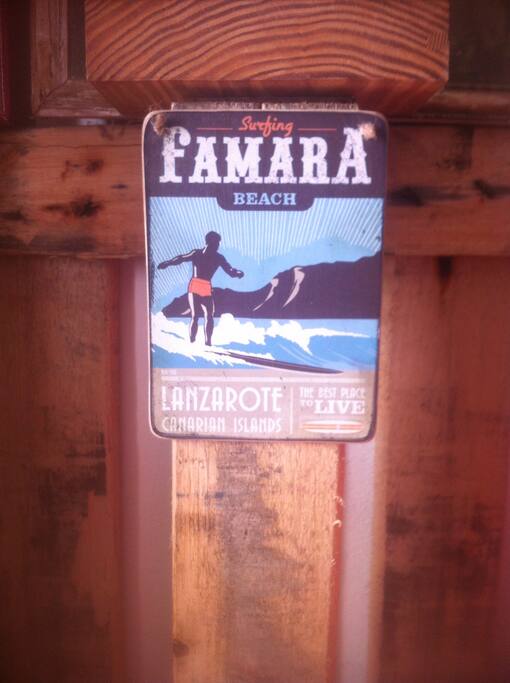 Surfing
FAMARA
BEACH
LANZAROTE
CANARIAN ISLANDS
THE BEST PLACE
TO LIVE